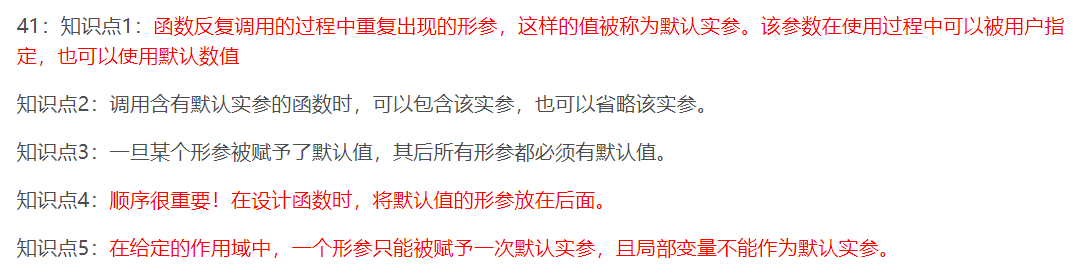 41：知识点1：函数反复调用的过程中重复出现的形参，这样的值被称为默认实参。该参数在使用过程中可以被用户指
定，也可以使用默认数值
知识点2：调用含有默认实参的函数时，可以包含该实参，也可以省略该实参。
知识点3：一旦某个形参被赋予了默认值，其后所有形参都必须有默认值。
知识点4：顺序很重要！在设计函数时，将默认值的形参放在后面。
知识点5：在给定的作用域中，一个形参只能被赋予一次默认实参，且局部变量不能作为默认实参。